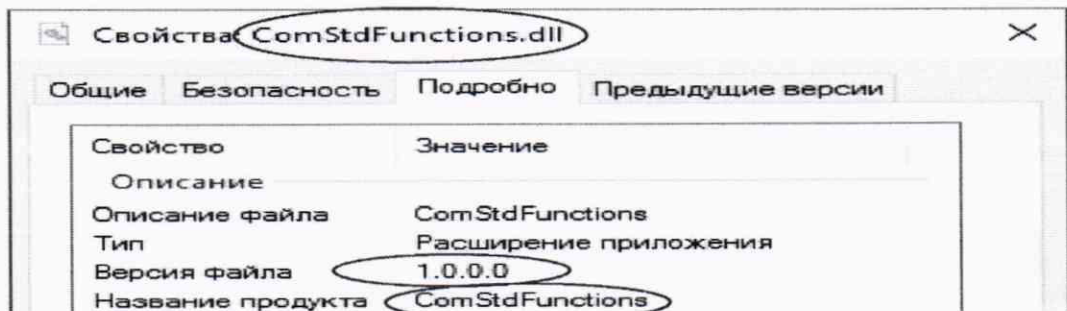 Свойства: ComStdFunctions.dll
Общие Безопасность Подробно Предыдущие версии
Свойство Значение
Описание
Описание файла ComStdFunctions
Тип Расширение приложения
Версия файла 1.0.0.0
Название продукта ComStdFunctions